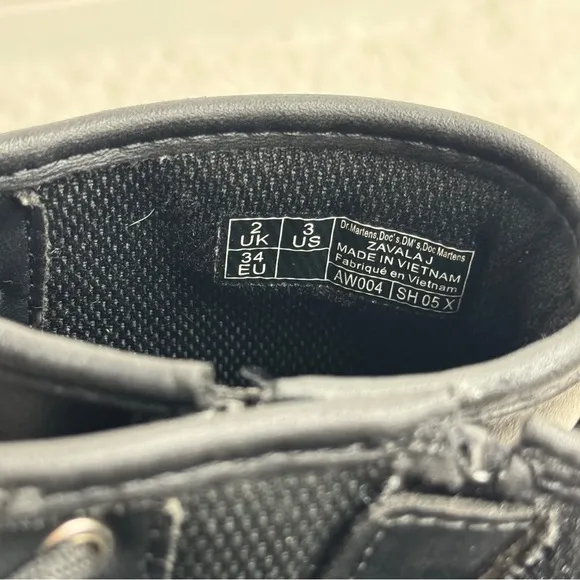 2
UK
3
US
34
EU
Dr.Martens,Doc's,DM's,Doc Martens
ZAVALA J
MADE IN VIETNAM
Fabriqué en Vietnam
AW004 SH 05 X